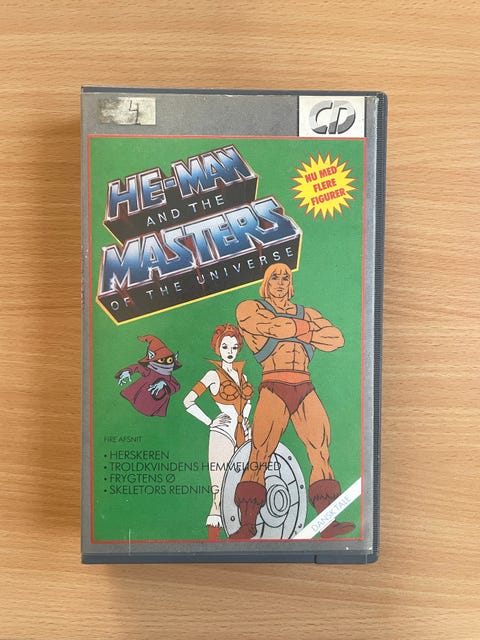 4
CD
HE-MAN
AND THE
MASTERS
OF THE UNIVERSE
NU MED
FLERE
FIGURER
FIRE AFSNIT
• HERSKEREN
• TROLDKVINDENS HEMMELIGHED
• FRYGTENS Ø
• SKELETORS REDNING
DANSK TALE